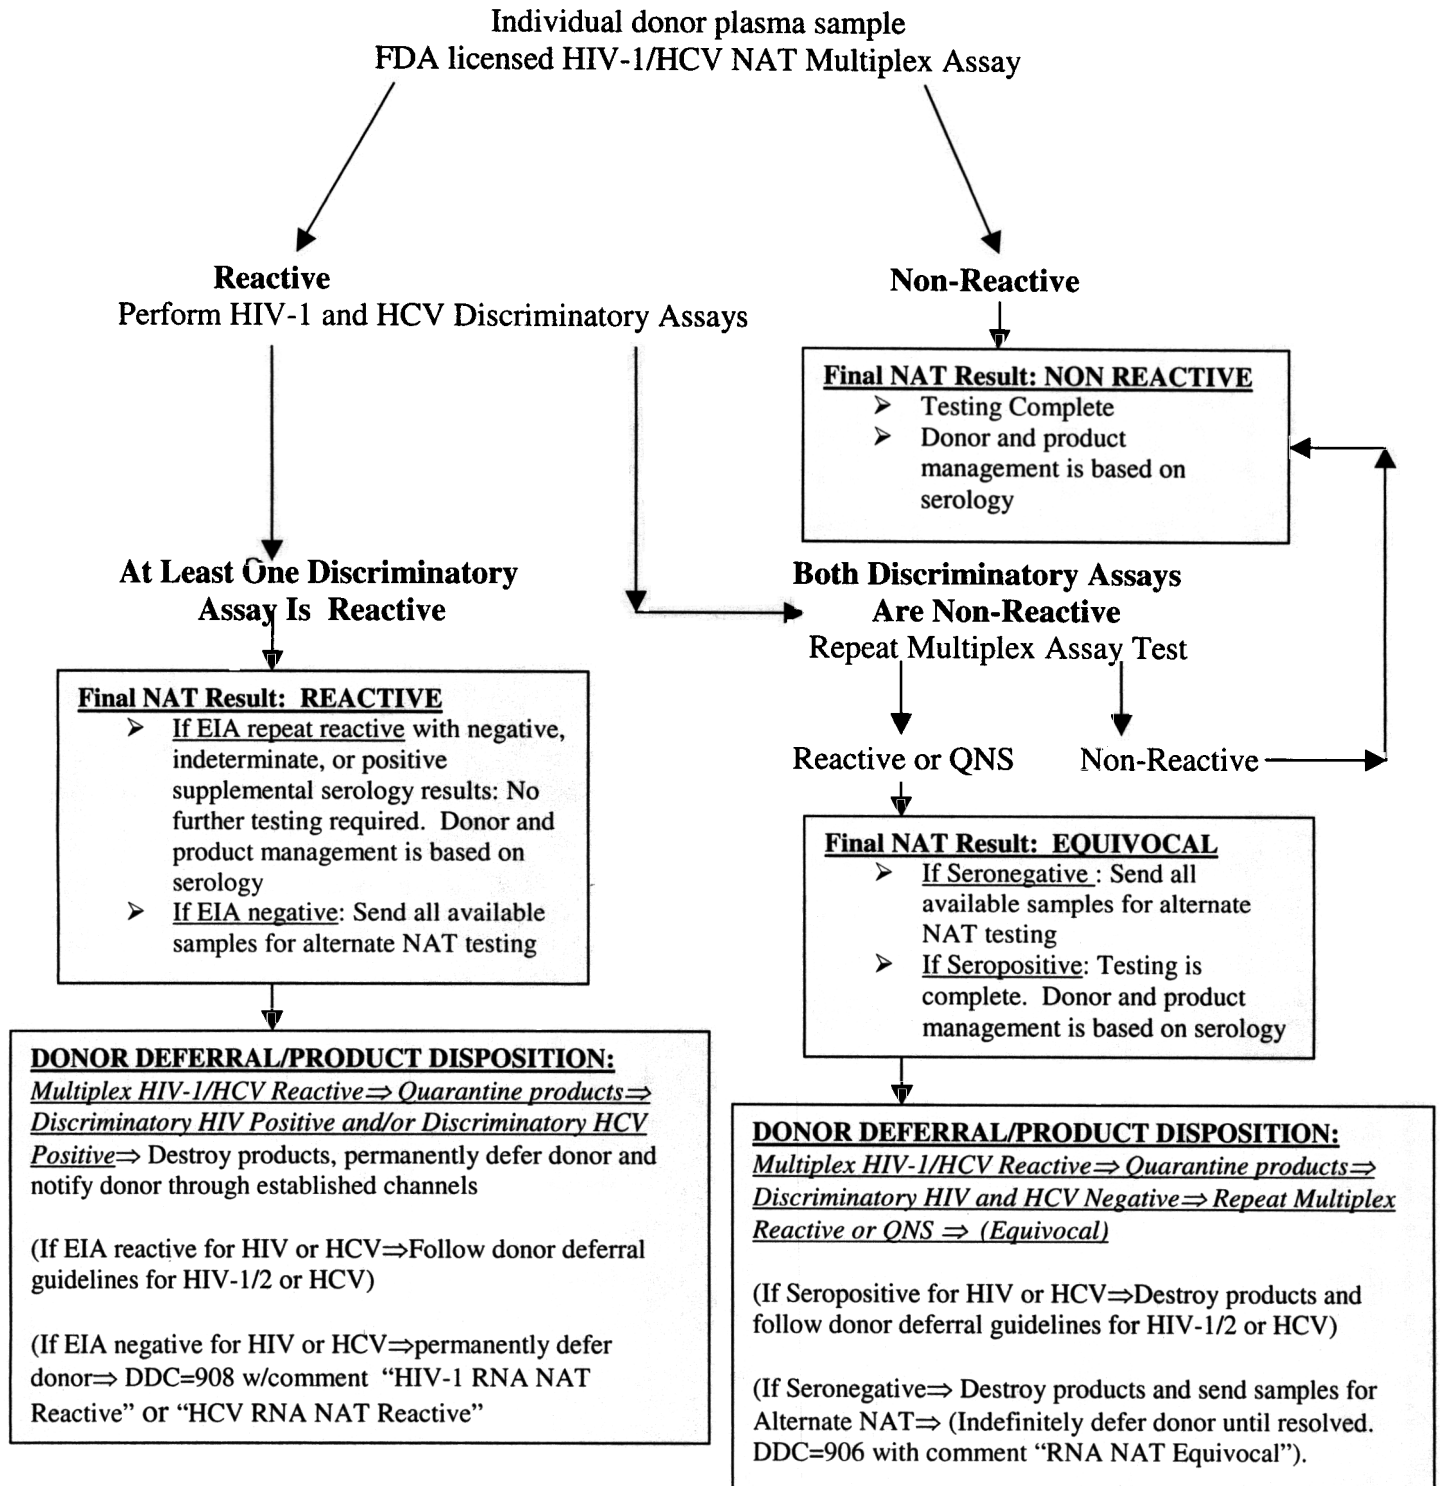 Individual donor plasma sample
FDA licensed HIV-1/HCV NAT Multiplex Assay
Reactive
Perform HIV-1 and HCV Discriminatory Assays
Non-Reactive
Final NAT Result: NON REACTIVE
➢ Testing Complete
➢ Donor and product
management is based on
serology
At Least One Discriminatory
Assay Is Reactive
Both Discriminatory Assays
Are Non-Reactive
Repeat Multiplex Assay Test
Reactive or QNS
Non-Reactive
Final NAT Result: REACTIVE
➢ If EIA repeat reactive with negative,
indeterminate, or positive
supplemental serology results: No
further testing required. Donor and
product management is based on
serology
➢ If EIA negative: Send all available
samples for alternate NAT testing
Final NAT Result: EQUIVOCAL
➢ If Seronegative : Send all
available samples for alternate
NAT testing
➢ If Seropositive: Testing is
complete. Donor and product
management is based on serology
DONOR DEFERRAL/PRODUCT DISPOSITION:
Multiplex HIV-1/HCV Reactive⇒ Quarantine products⇒
Discriminatory HIV Positive and/or Discriminatory HCV
Positive⇒ Destroy products, permanently defer donor and
notify donor through established channels
(If EIA reactive for HIV or HCV⇒Follow donor deferral
guidelines for HIV-1/2 or HCV)
(If EIA negative for HIV or HCV⇒permanently defer
donor⇒ DDC=908 w/comment “HIV-1 RNA NAT
Reactive” or “HCV RNA NAT Reactive”
DONOR DEFERRAL/PRODUCT DISPOSITION:
Multiplex HIV-1/HCV Reactive⇒ Quarantine products⇒
Discriminatory HIV and HCV Negative⇒ Repeat Multiplex
Reactive or QNS ⇒ (Equivocal)
(If Seropositive for HIV or HCV⇒Destroy products and
follow donor deferral guidelines for HIV-1/2 or HCV)
(If Seronegative⇒ Destroy products and send samples for
Alternate NAT⇒ (Indefinitely defer donor until resolved.
DDC=906 with comment “RNA NAT Equivocal”).